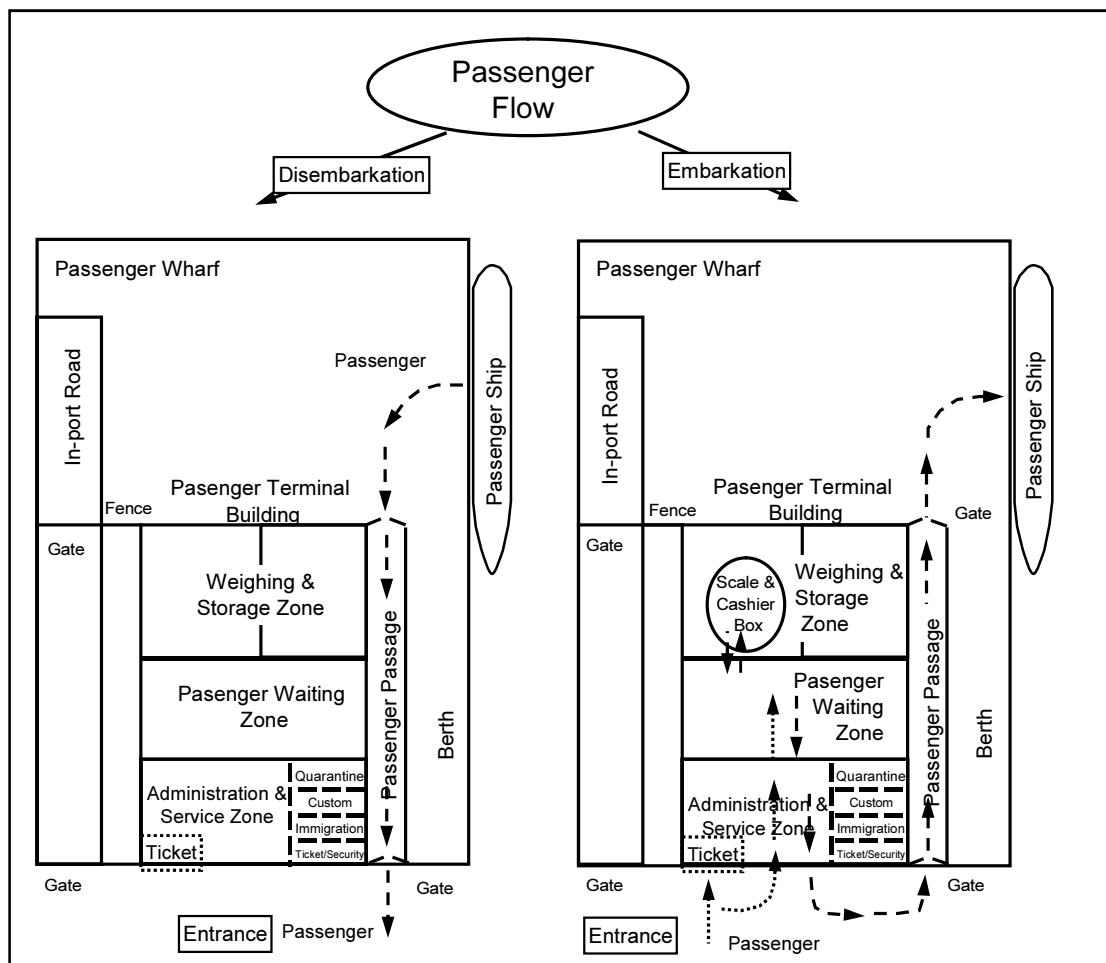 Passenger
Flow
Disembarkation
Embarkation
Passenger Wharf
In-port Road
Passenger
Passenger Ship
Pasenger Terminal
Building
Fence
Gate
Weighing &
Storage Zone
Pasenger Waiting
Zone
Passenger Passage
Berth
Administration &
Service Zone
Quarantine
Custom
Immigration
Ticket/Security
Ticket
Gate
Gate
Entrance
Passenger
Passenger Wharf
In-port Road
Passenger Ship
Pasenger Terminal
Building
Fence
Gate
Gate
Scale &
Cashier
Box
Weighing &
Storage
Zone
Pasenger
Waiting
Zone
Passenger Passage
Berth
Administration &
Service Zone
Quarantine
Custom
Immigration
Ticket/Security
Ticket
Gate
Gate
Entrance
Passenger